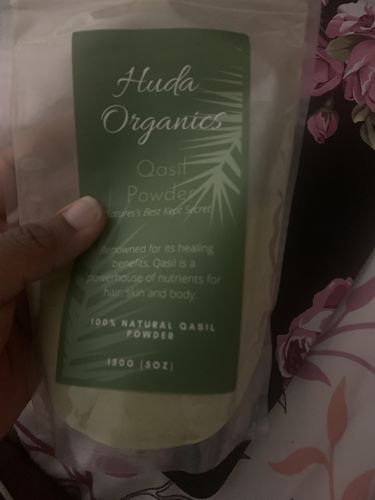 Huda
Organics
Qasil
Powder
Natures's Best Kept Secret
Renowned for its healing
benefits, Qasil is a
powerhouse of nutrients for
hair, skin and body.
100% NATURAL QASIL
POWDER
150G (5OZ)